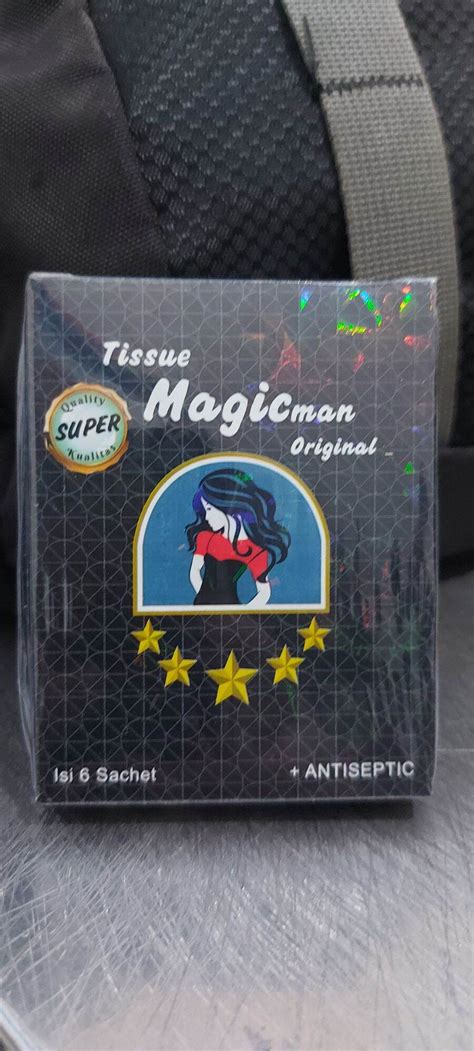 Tissue
Magicman
Original
Quality
SUPER
Kualitas
Isi 6 Sachet
+ ANTISEPTIC